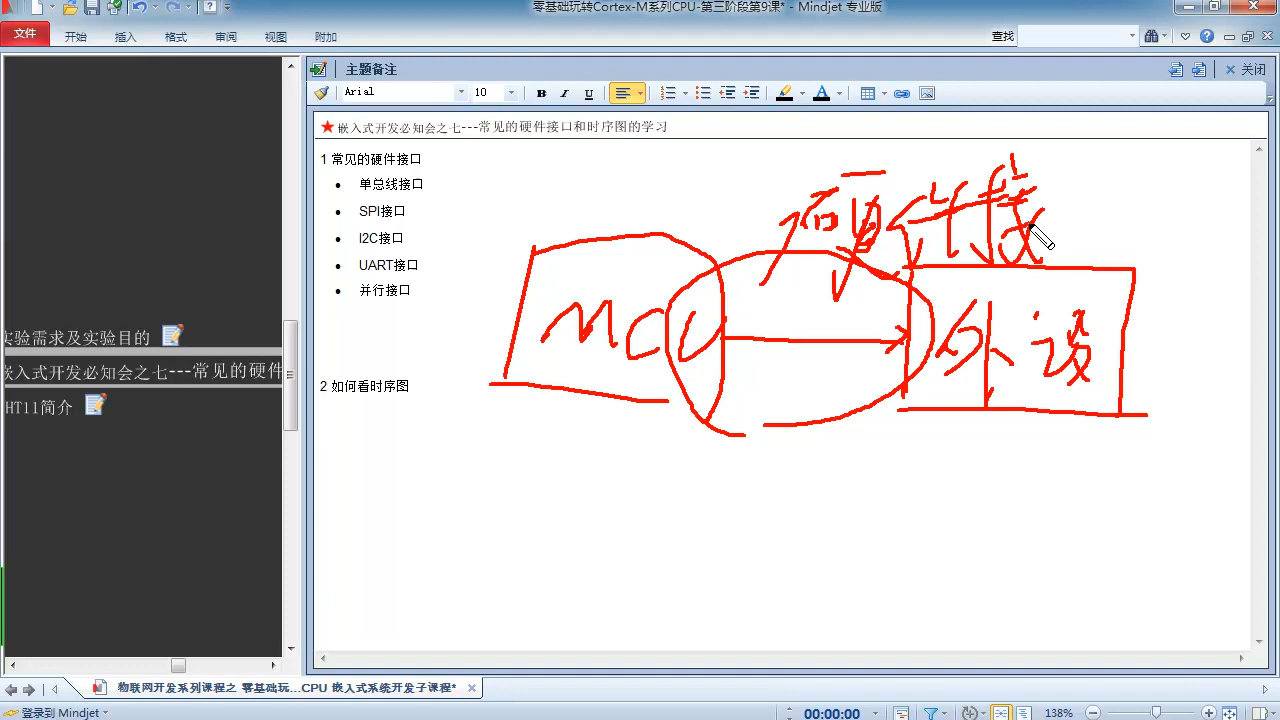 零基础玩转Cortex-M系列CPU-第三阶段第9课* - Mindjet 专业版
文件 开始 插入 格式 审阅 视图 附加 查找
主题备注 关闭
Arial 10 B I U A
★嵌入式开发必知会之七---常见的硬件接口和时序图的学习
1 常见的硬件接口
• 单总线接口
• SPI接口
• I2C接口
• UART接口
• 并行接口
2 如何看时序图
硬件接
MCU
外设
实验需求及实验目的
嵌入式开发必知会之七---常见的硬件
HT11简介
物联网开发系列课程之 零基础玩...CPU 嵌入式系统开发子课程*
登录到 Mindjet 00:00:00 138%